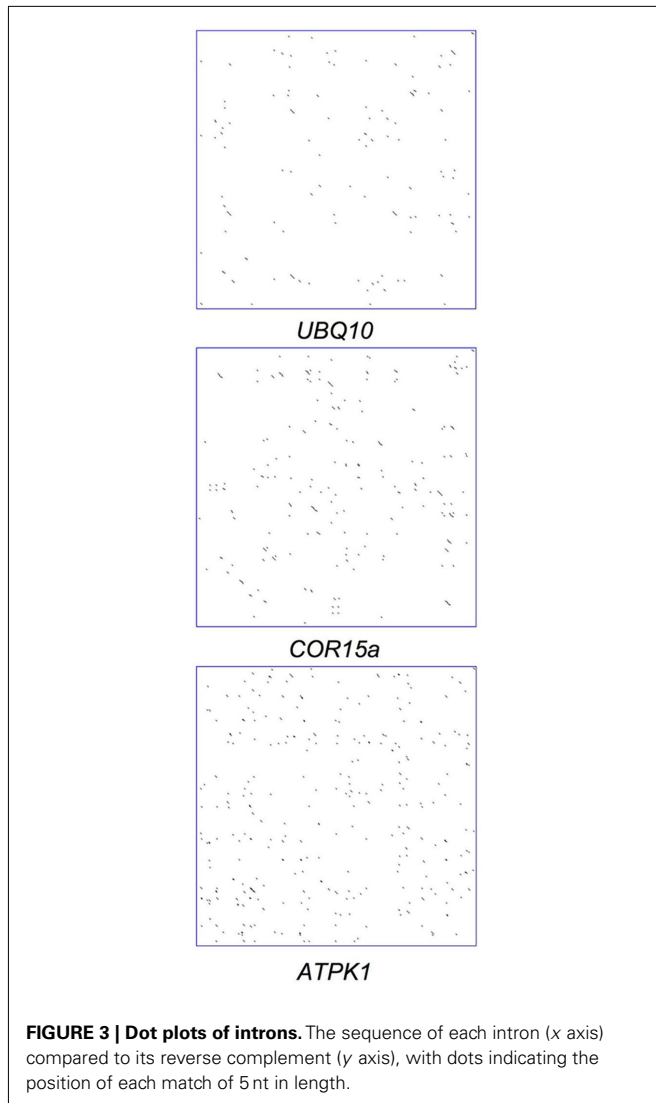 UBQ10
COR15a
ATPK1
FIGURE 3 | Dot plots of introns. The sequence of each intron (x axis)
compared to its reverse complement (y axis), with dots indicating the
position of each match of 5 nt in length.